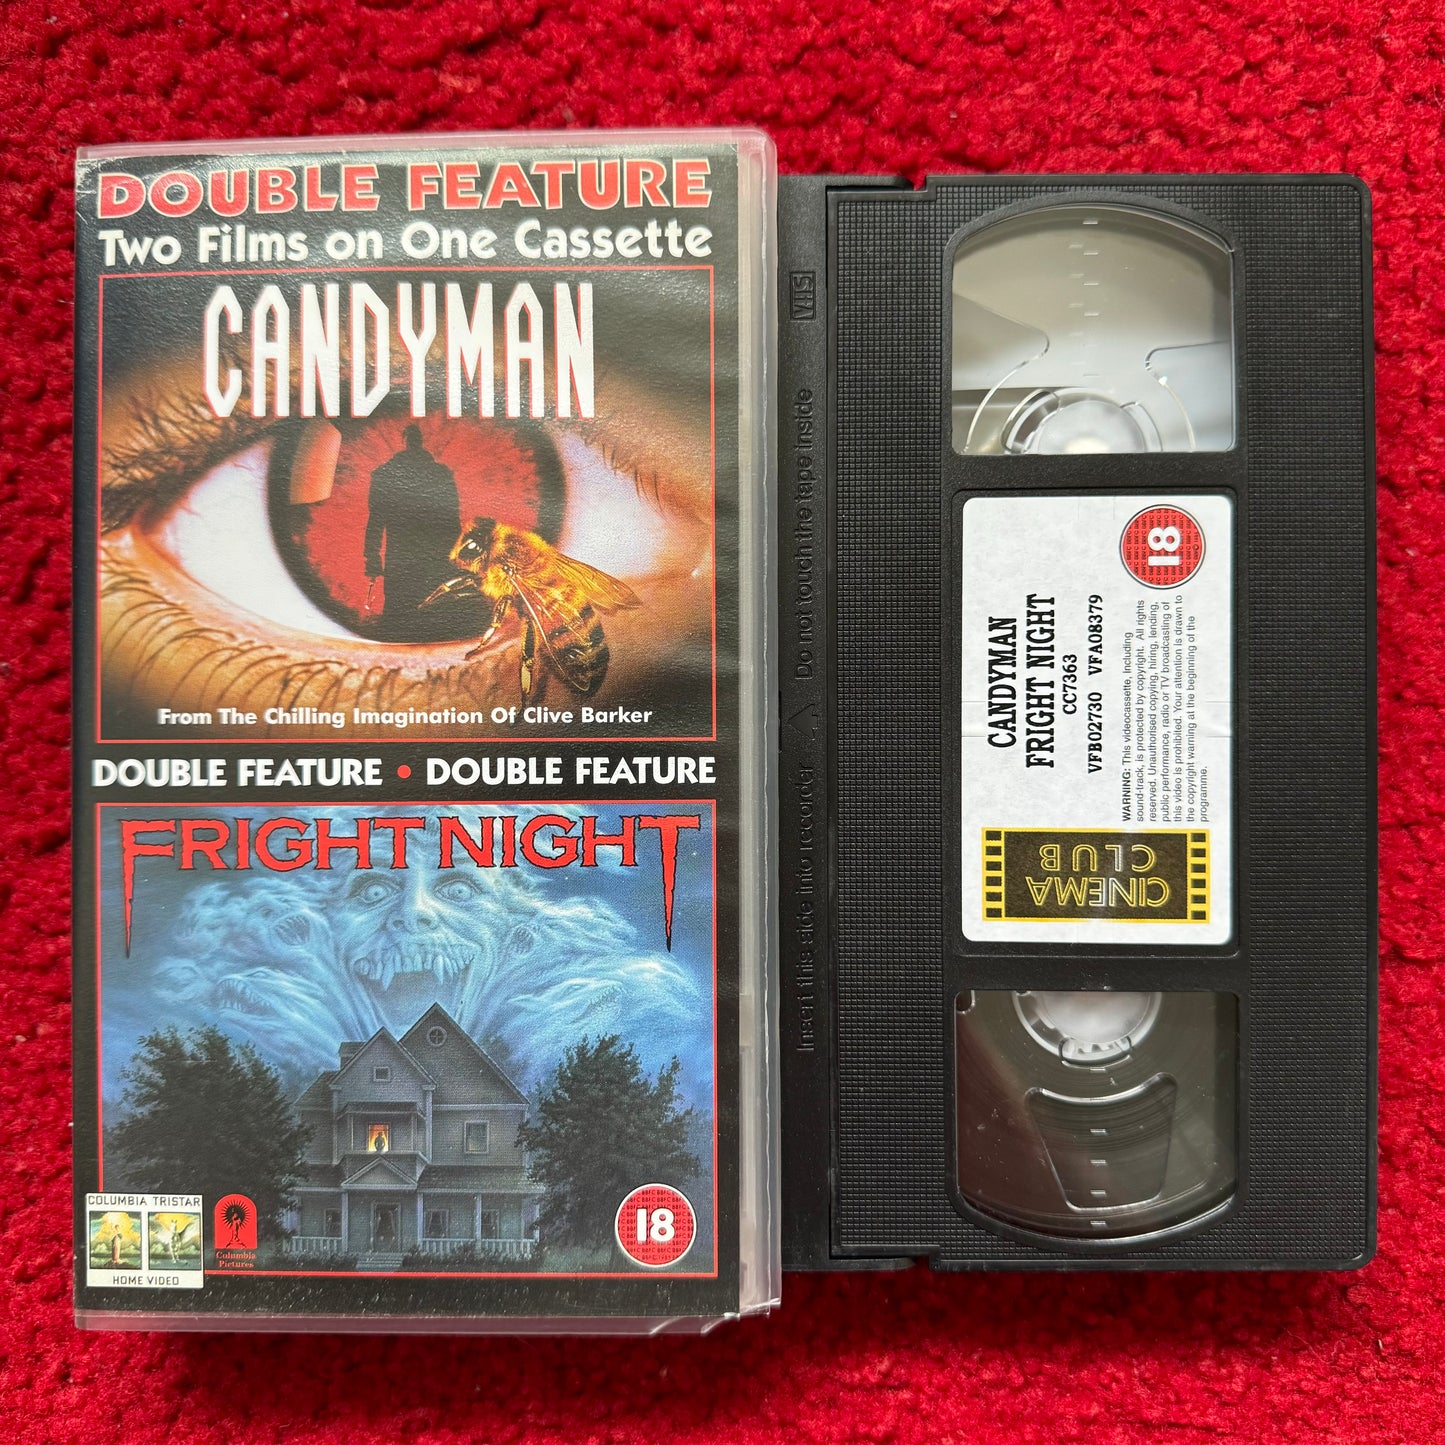 DOUBLE FEATURE
Two Films on One Cassette
CANDYMAN
From The Chilling Imagination Of Clive Barker
DOUBLE FEATURE • DOUBLE FEATURE
FRIGHT NIGHT
COLUMBIA TRISTAR
HOME VIDEO
Columbia
Pictures
18
VHS
Insert this side into recorder △ Do not touch the tape inside
18
CANDYMAN
FRIGHT NIGHT
CC7363
VFB02730 VFA08379
WARNING: This videocassette, including
sound-track, is protected by copyright. All rights
reserved. Unauthorised copying, hiring, lending,
public performance, radio or TV broadcasting of
this video is prohibited. Your attention is drawn to
the copyright warning at the beginning of the
programme.
CINEMA
CLUB